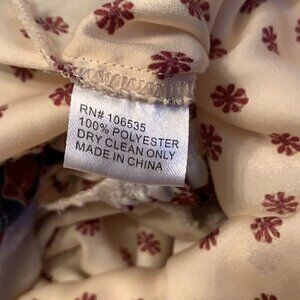 RN# 106535
100% POLYESTER
DRY CLEAN ONLY
MADE IN CHINA